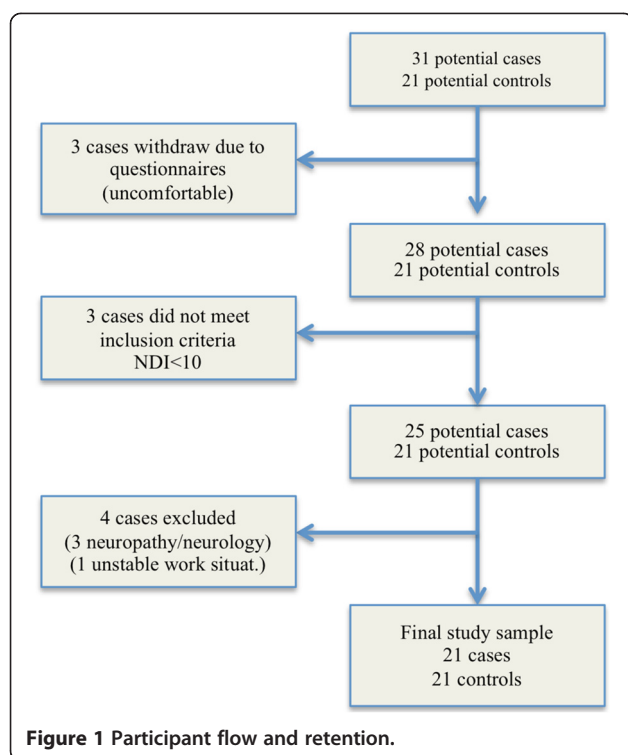 31 potential cases
21 potential controls
3 cases withdraw due to
questionnaires
(uncomfortable)
28 potential cases
21 potential controls
3 cases did not meet
inclusion criteria
NDI<10
25 potential cases
21 potential controls
4 cases excluded
(3 neuropathy/neurology)
(1 unstable work situat.)
Final study sample
21 cases
21 controls
Figure 1 Participant flow and retention.